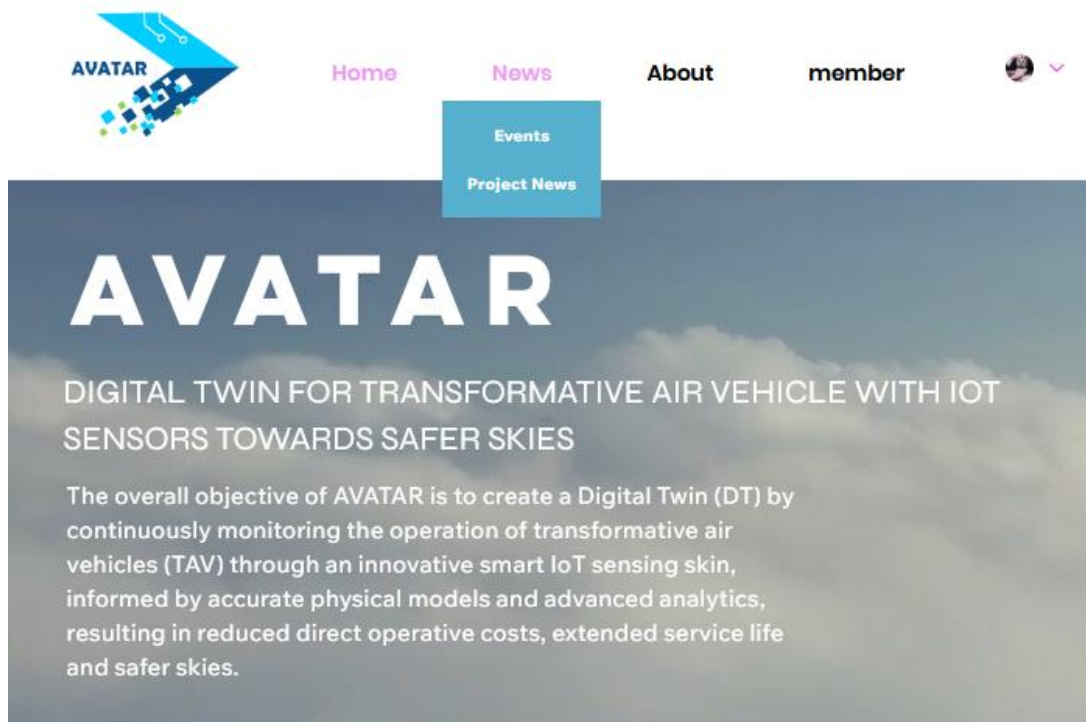 AVATAR
Home
News
About
member
Events
Project News
AVATAR
DIGITAL TWIN FOR TRANSFORMATIVE AIR VEHICLE WITH IOT
SENSORS TOWARDS SAFER SKIES
The overall objective of AVATAR is to create a Digital Twin (DT) by
continuously monitoring the operation of transformative air
vehicles (TAV) through an innovative smart IoT sensing skin,
informed by accurate physical models and advanced analytics,
resulting in reduced direct operative costs, extended service life
and safer skies.